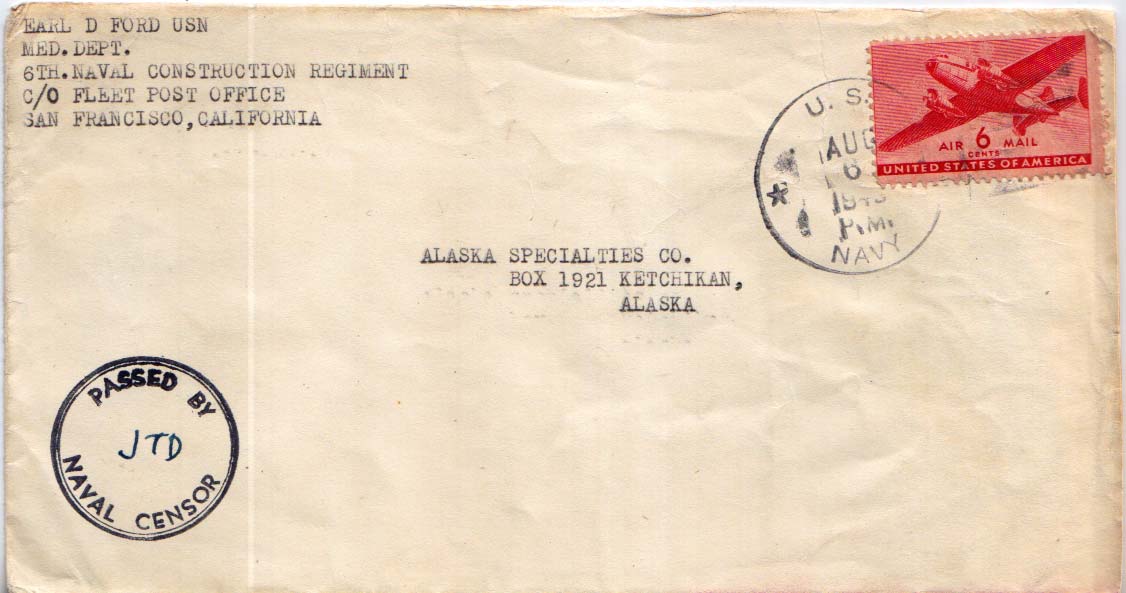 EARL D FORD USN
MED.DEPT.
6TH.NAVAL CONSTRUCTION REGIMENT
C/O FLEET POST OFFICE
SAN FRANCISCO,CALIFORNIA
U. S.
AUG
6
P.M.
NAVY
AIR 6 MAIL
CENTS
UNITED STATES OF AMERICA
ALASKA SPECIALTIES CO.
BOX 1921 KETCHIKAN,
ALASKA
PASSED BY
JTD
NAVAL CENSOR